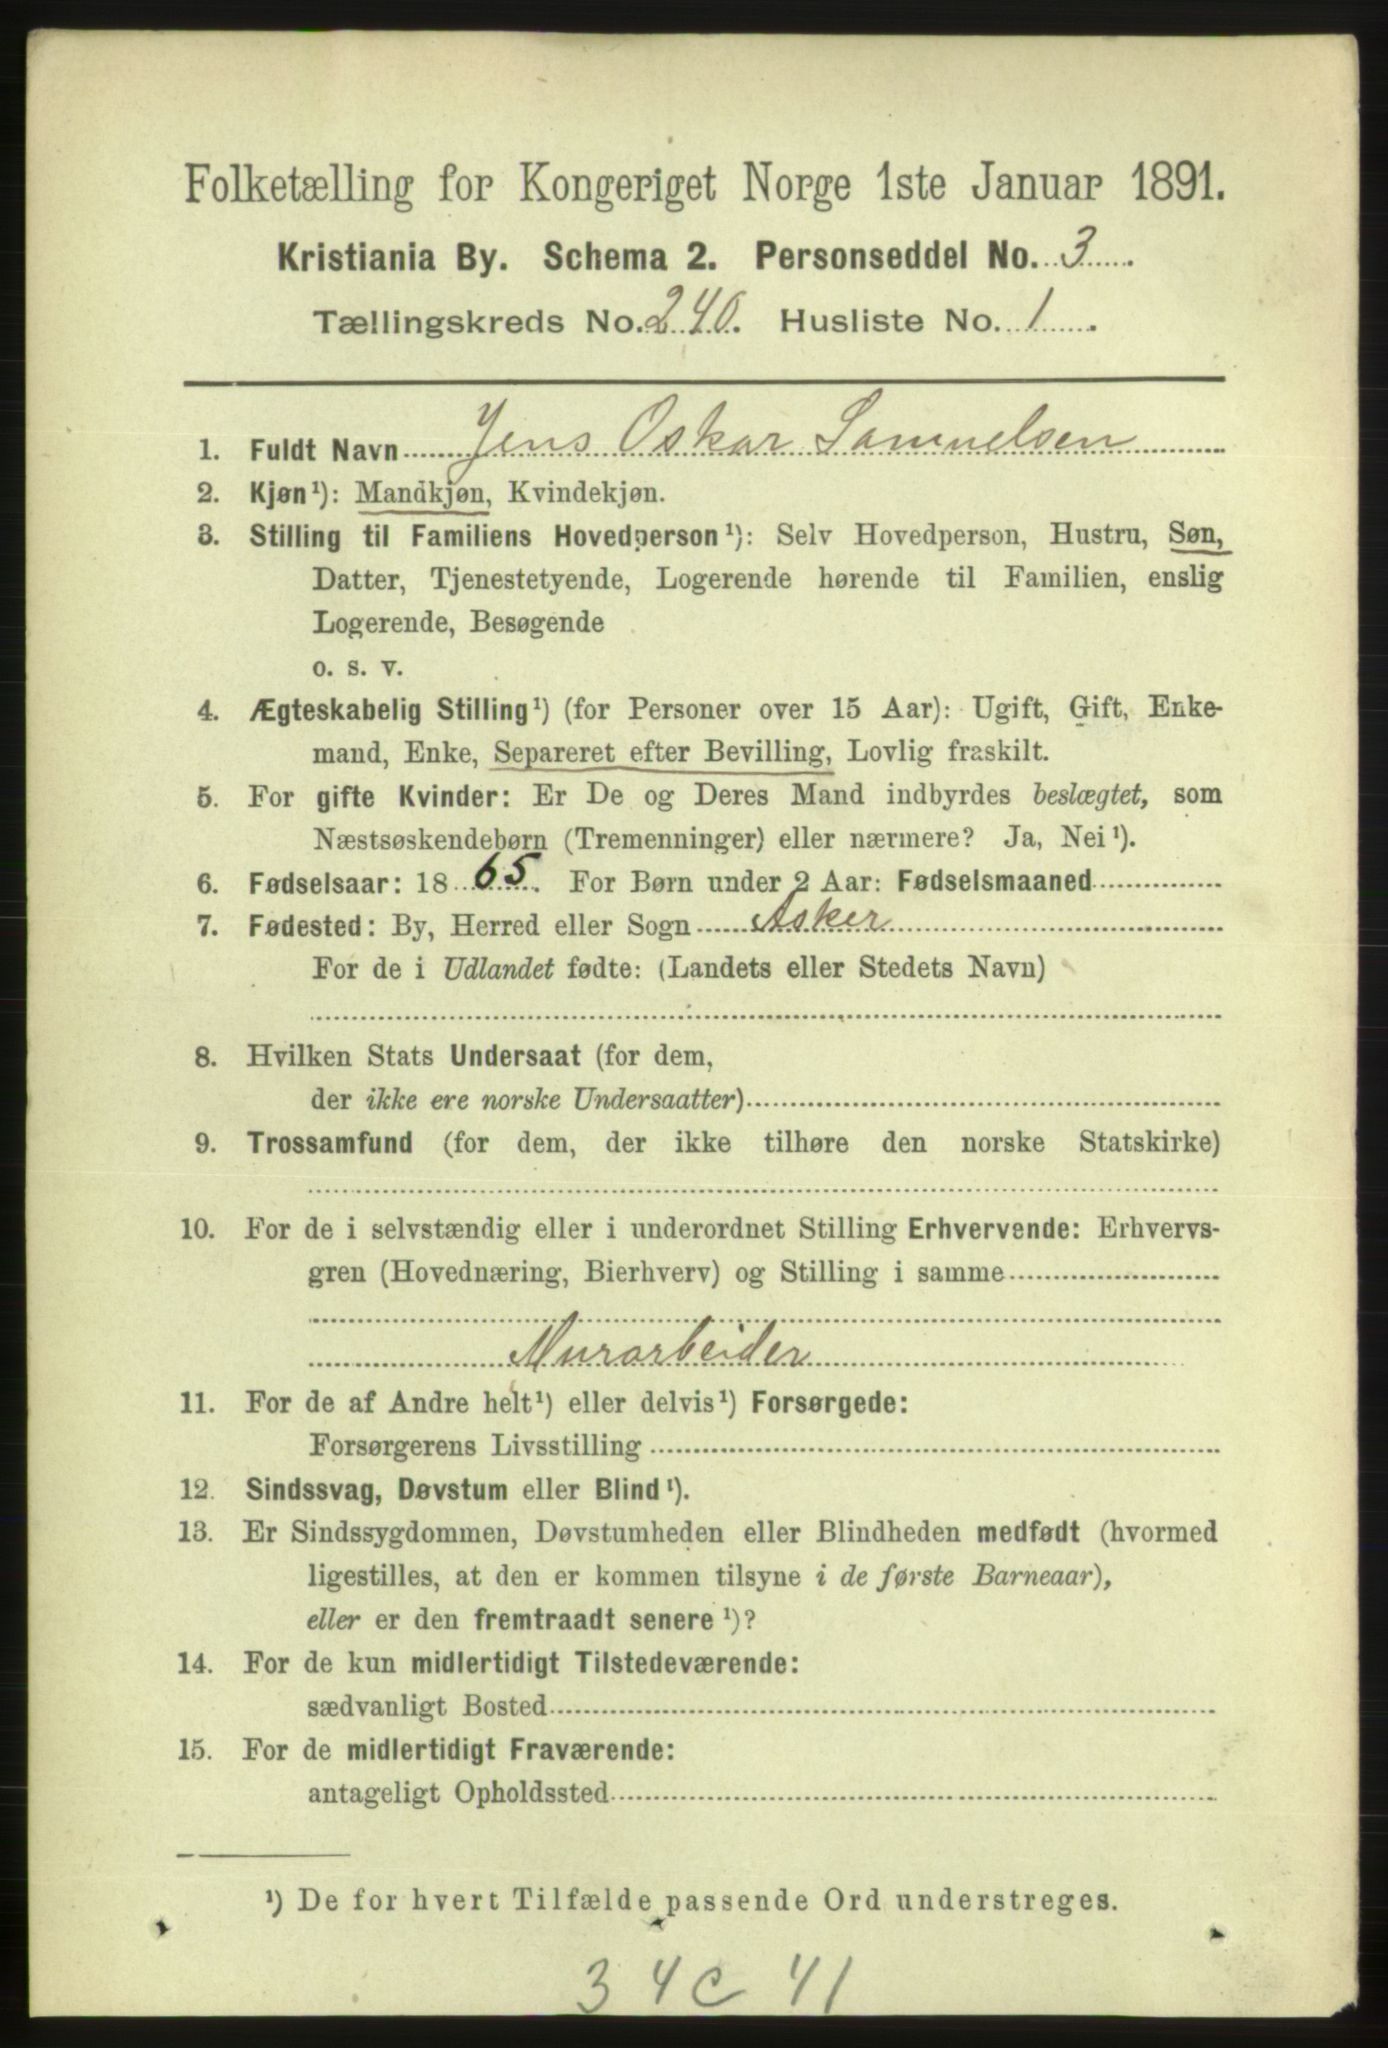 Folketælling for Kongeriget Norge 1ste Januar 1891.
Kristiania By. Schema 2. Personseddel No. 3.
Tællingskreds No. 240. Husliste No. 1.
1. Fuldt Navn Jens Oskar Samuelsen
2. Kjøn¹): Mandkjøn, Kvindekjøn.
3. Stilling til Familiens Hovedperson¹): Selv Hovedperson, Hustru, Søn,
Datter, Tjenestetyende, Logerende hørende til Familien, enslig
Logerende, Besøgende
o. s. v.
4. Ægteskabelig Stilling¹) (for Personer over 15 Aar): Ugift, Gift, Enke-
mand, Enke, Separeret efter Bevilling, Lovlig fraskilt.
5. For gifte Kvinder: Er De og Deres Mand indbyrdes beslægtet, som
Næstsøskendebørn (Tremenninger) eller nærmere? Ja, Nei¹).
6. Fødselsaar: 1865. For Børn under 2 Aar: Fødselsmaaned
7. Fødested: By, Herred eller Sogn Asker
For de i Udlandet fødte: (Landets eller Stedets Navn)
8. Hvilken Stats Undersaat (for dem,
der ikke ere norske Undersaatter)
9. Trossamfund (for dem, der ikke tilhøre den norske Statskirke)
10. For de i selvstændig eller i underordnet Stilling Erhvervende: Erhvervs-
gren (Hovednæring, Bierhverv) og Stilling i samme
Murarbeider
11. For de af Andre helt¹) eller delvis¹) Forsørgede:
Forsørgerens Livsstilling
12. Sindssvag, Døvstum eller Blind¹).
13. Er Sindssygdommen, Døvstumheden eller Blindheden medfødt (hvormed
ligestilles, at den er kommen tilsyne i de første Barneaar),
eller er den fremtraadt senere¹)?
14. For de kun midlertidigt Tilstedeværende:
sædvanligt Bosted
15. For de midlertidigt Fraværende:
antageligt Opholdssted
¹) De for hvert Tilfælde passende Ord understreges.
34c 41